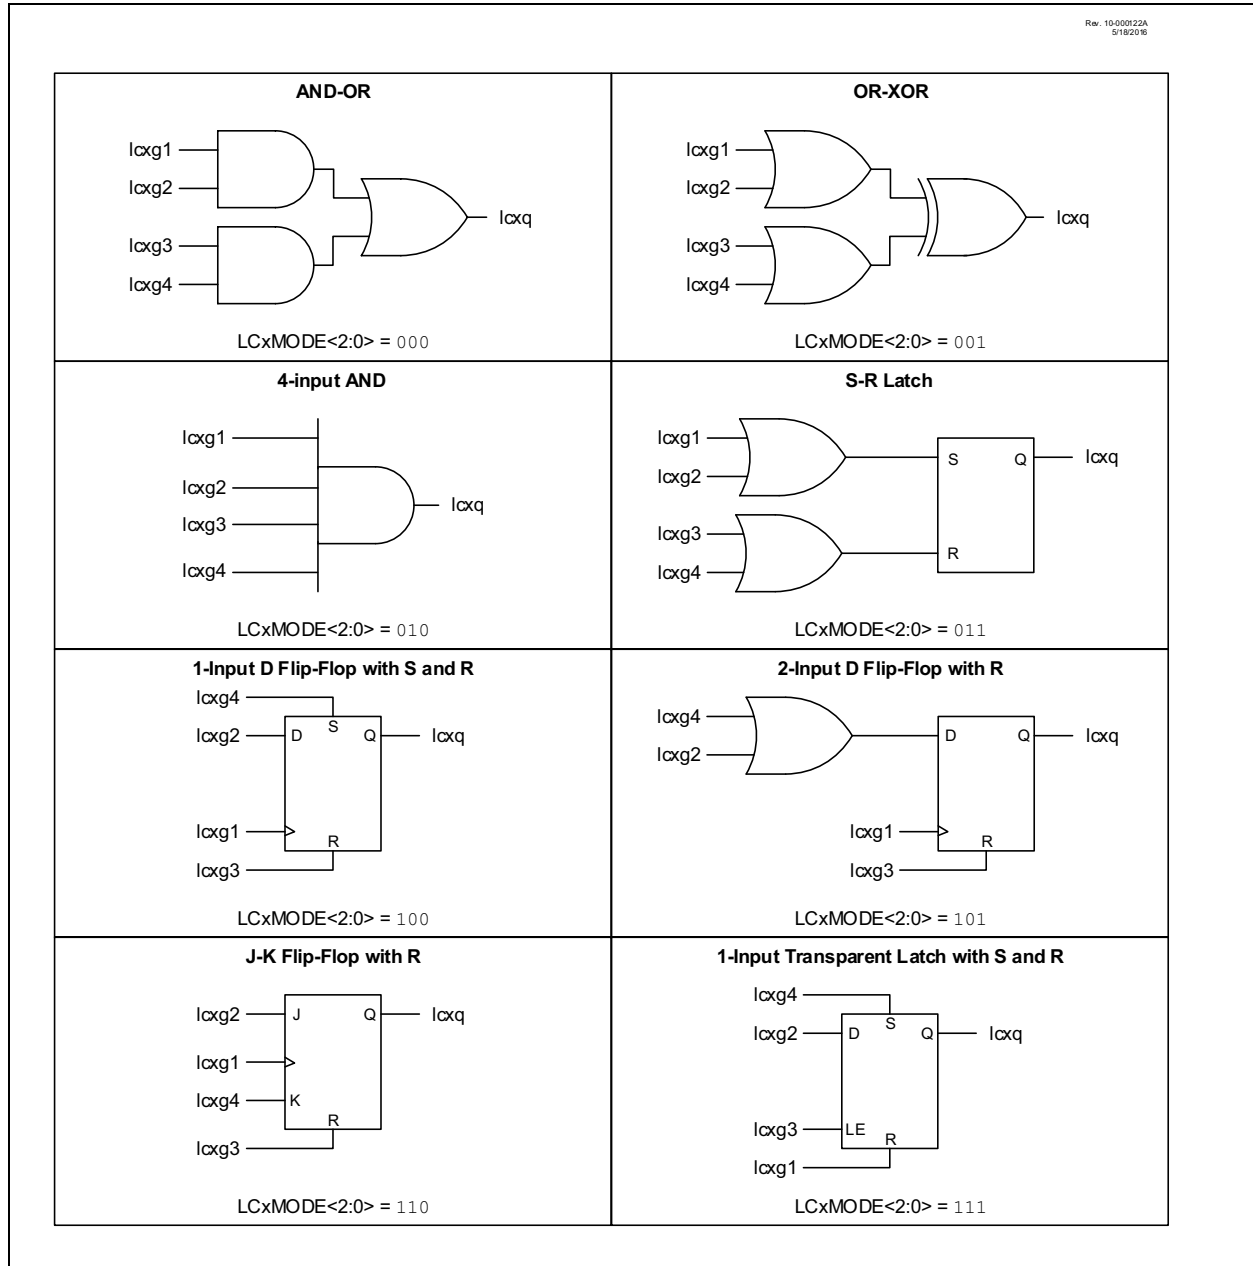 Rev. 10-000122A
5/18/2016
AND-OR
lcxg1
lcxg2
lcxg3
lcxg4
lcxq
LCxMODE<2:0> = 000
OR-XOR
lcxg1
lcxg2
lcxg3
lcxg4
lcxq
LCxMODE<2:0> = 001
4-input AND
lcxg1
lcxg2
lcxg3
lcxg4
lcxq
LCxMODE<2:0> = 010
S-R Latch
lcxg1
lcxg2
lcxg3
lcxg4
S
Q
lcxq
R
LCxMODE<2:0> = 011
1-Input D Flip-Flop with S and R
lcxg4
S
lcxg2
D
Q
lcxq
lcxg1
R
lcxg3
LCxMODE<2:0> = 100
2-Input D Flip-Flop with R
lcxg4
lcxg2
D
Q
lcxq
lcxg1
R
lcxg3
LCxMODE<2:0> = 101
J-K Flip-Flop with R
lcxg2
J
Q
lcxq
lcxg1
lcxg4
K
R
lcxg3
LCxMODE<2:0> = 110
1-Input Transparent Latch with S and R
lcxg4
S
lcxg2
D
Q
lcxq
lcxg3
LE
R
lcxg1
LCxMODE<2:0> = 111